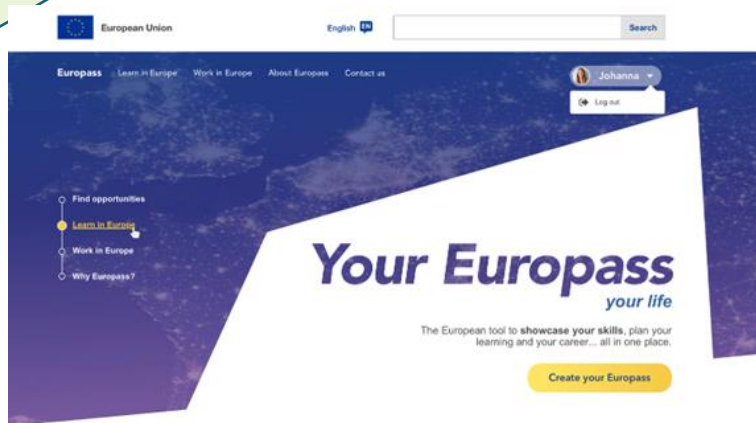 European Union
English EN
Search
Europass Learn in Europe Work in Europe About Europass Contact us
Johanna
Log out
Find opportunities
Learn in Europe
Work in Europe
Why Europass?
Your Europass
your life
The European tool to showcase your skills, plan your
learning and your career... all in one place.
Create your Europass